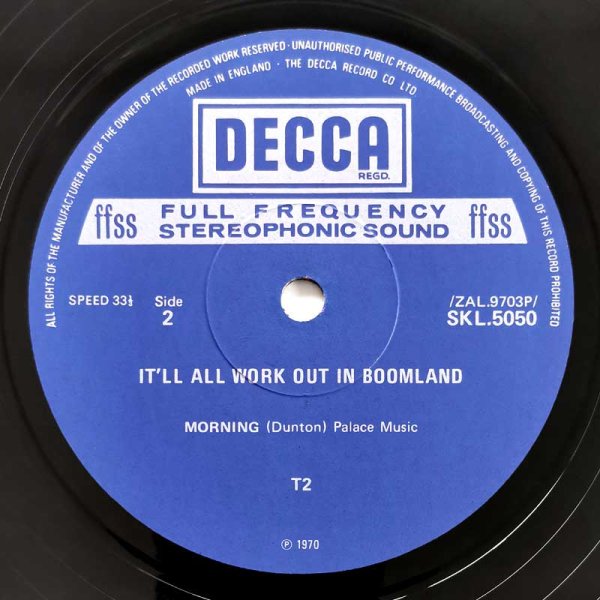 ALL RIGHTS OF THE MANUFACTURER AND OF THE OWNER OF THE RECORDED WORK RESERVED · UNAUTHORISED PUBLIC PERFORMANCE BROADCASTING AND COPYING OF THIS RECORD PROHIBITED
MADE IN ENGLAND · THE DECCA RECORD CO LTD
DECCA
REGD.
ffss FULL FREQUENCY ffss
STEREOPHONIC SOUND
SPEED 33⅓ Side /ZAL.9703P/
2 SKL.5050
IT'LL ALL WORK OUT IN BOOMLAND
MORNING (Dunton) Palace Music
T2
℗ 1970